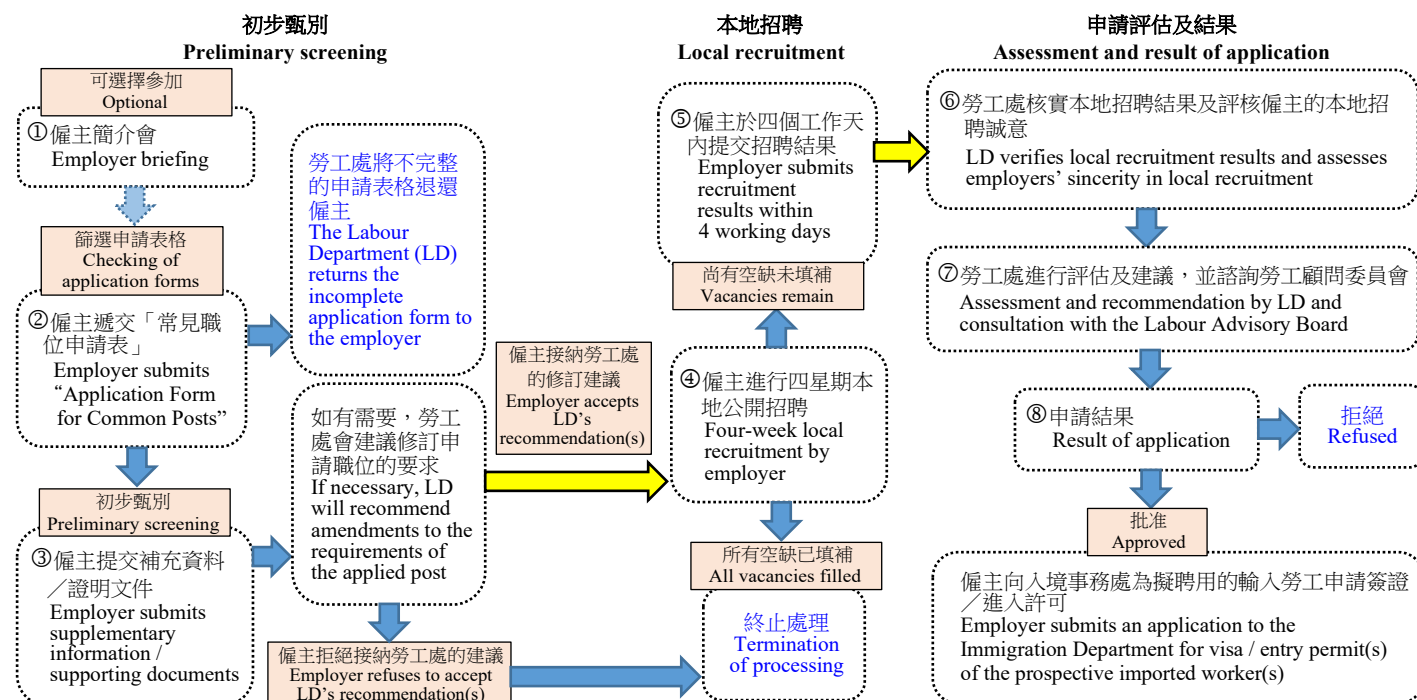 初步甄別
Preliminary screening
可選擇參加
Optional
①僱主簡介會
Employer briefing
篩選申請表格
Checking of
application forms
②僱主遞交「常見職
位申請表」
Employer submits
“Application Form
for Common Posts”
勞工處將不完整
的申請表格退還
僱主
The Labour
Department (LD)
returns the
incomplete
application form to
the employer
初步甄別
Preliminary screening
③僱主提交補充資料
／證明文件
Employer submits
supplementary
information /
supporting documents
如有需要，勞工
處會建議修訂申
請職位的要求
If necessary, LD
will recommend
amendments to the
requirements of
the applied post
僱主接納勞工處
的修訂建議
Employer accepts
LD’s
recommendation(s)
僱主拒絕接納勞工處的建議
Employer refuses to accept
LD’s recommendation(s)
本地招聘
Local recruitment
⑤僱主於四個工作天
內提交招聘結果
Employer submits
recruitment
results within
4 working days
尚有空缺未填補
Vacancies remain
④僱主進行四星期本
地公開招聘
Four-week local
recruitment by
employer
所有空缺已填補
All vacancies filled
終止處理
Termination
of processing
申請評估及結果
Assessment and result of application
⑥勞工處核實本地招聘結果及評核僱主的本地招
聘誠意
LD verifies local recruitment results and assesses
employers’ sincerity in local recruitment
⑦勞工處進行評估及建議，並諮詢勞工顧問委員會
Assessment and recommendation by LD and
consultation with the Labour Advisory Board
⑧申請結果
Result of application
拒絕
Refused
批准
Approved
僱主向入境事務處為擬聘用的輸入勞工申請簽證
／進入許可
Employer submits an application to the
Immigration Department for visa / entry permit(s)
of the prospective imported worker(s)